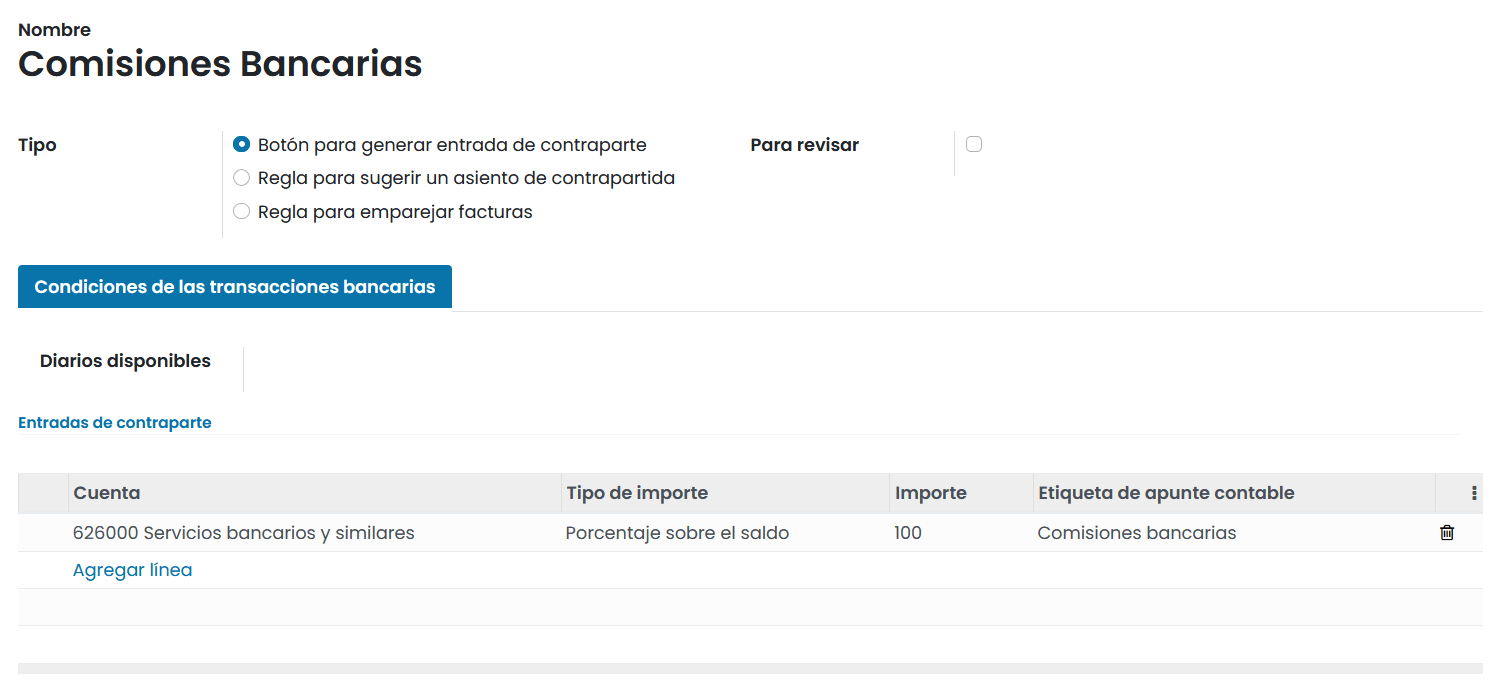 Nombre
Comisiones Bancarias
Tipo
Botón para generar entrada de contraparte
Para revisar
Regla para sugerir un asiento de contrapartida
Regla para emparejar facturas
Condiciones de las transacciones bancarias
Diarios disponibles
Entradas de contraparte
Cuenta Tipo de importe Importe Etiqueta de apunte contable
626000 Servicios bancarios y similares Porcentaje sobre el saldo 100 Comisiones bancarias
Agregar línea